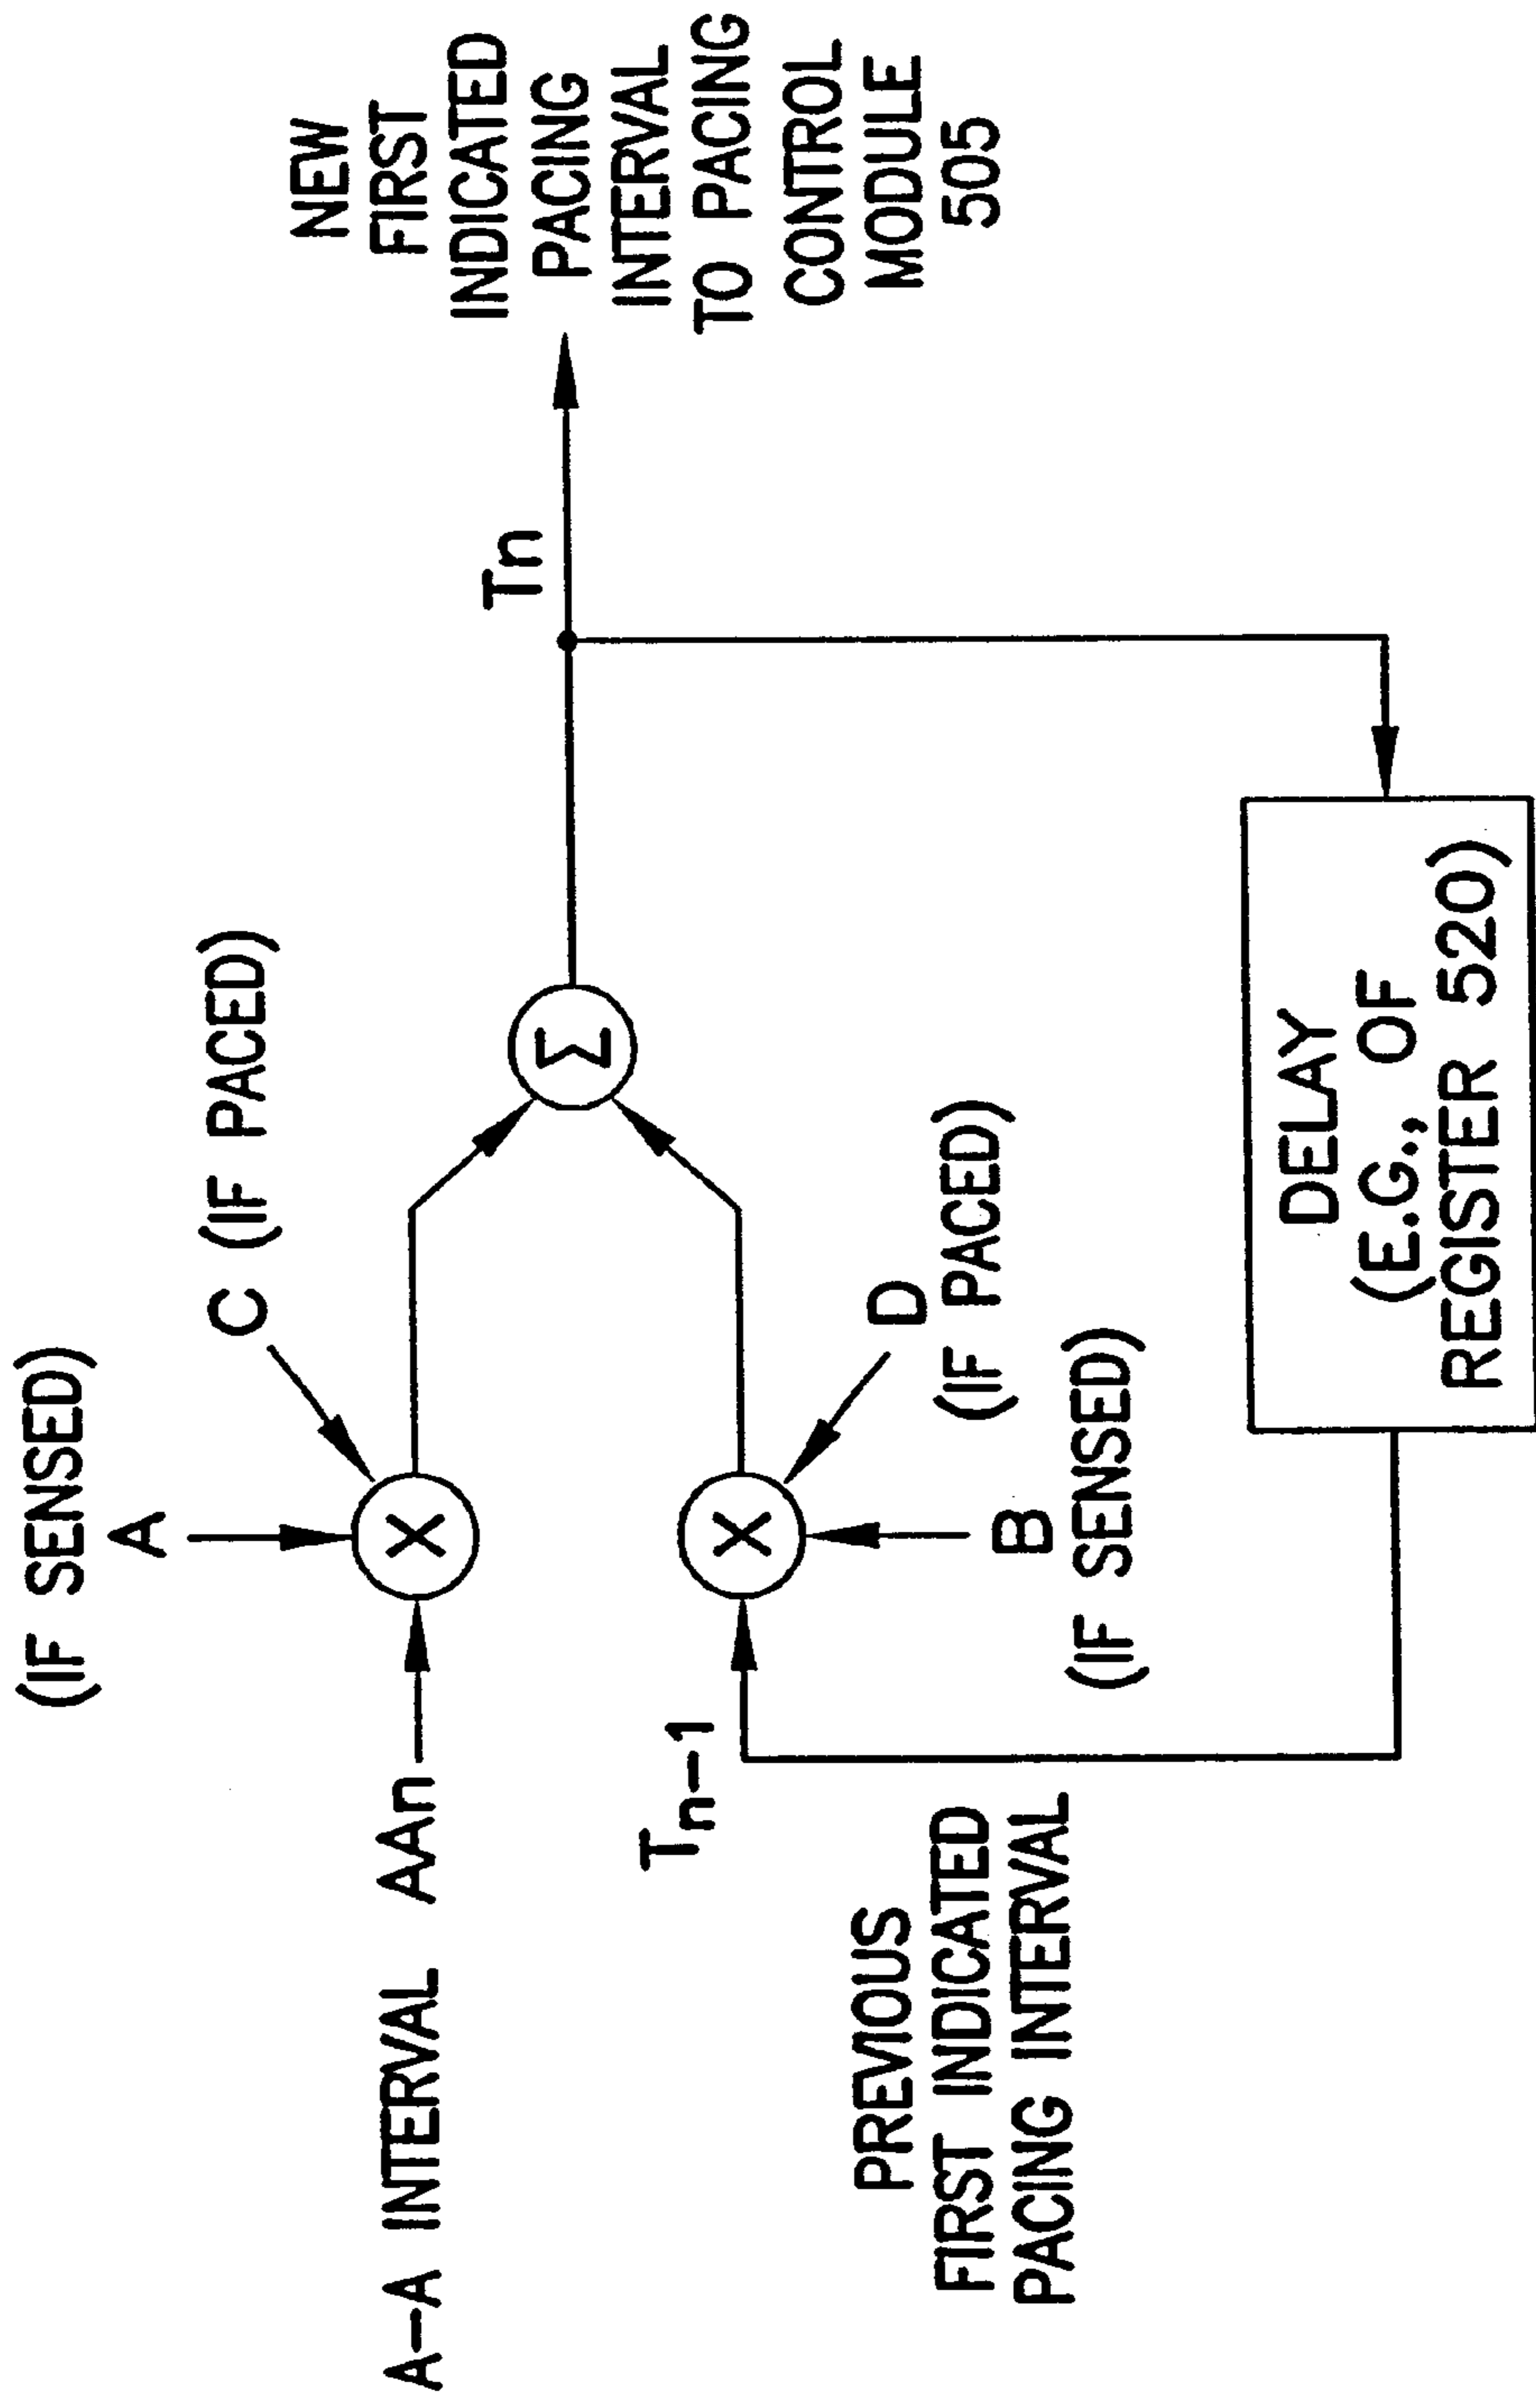 (IF SENSED)
A
C (IF PACED)
A-A INTERVAL AAn
X
Σ
Tn
NEW
FIRST
INDICATED
PACING
INTERVAL
TO PACING
CONTROL
MODULE
505
Tn-1
X
PREVIOUS
FIRST INDICATED
PACING INTERVAL
D
(IF PACED)
B
(IF SENSED)
DELAY
(E.G., OF
REGISTER 520)